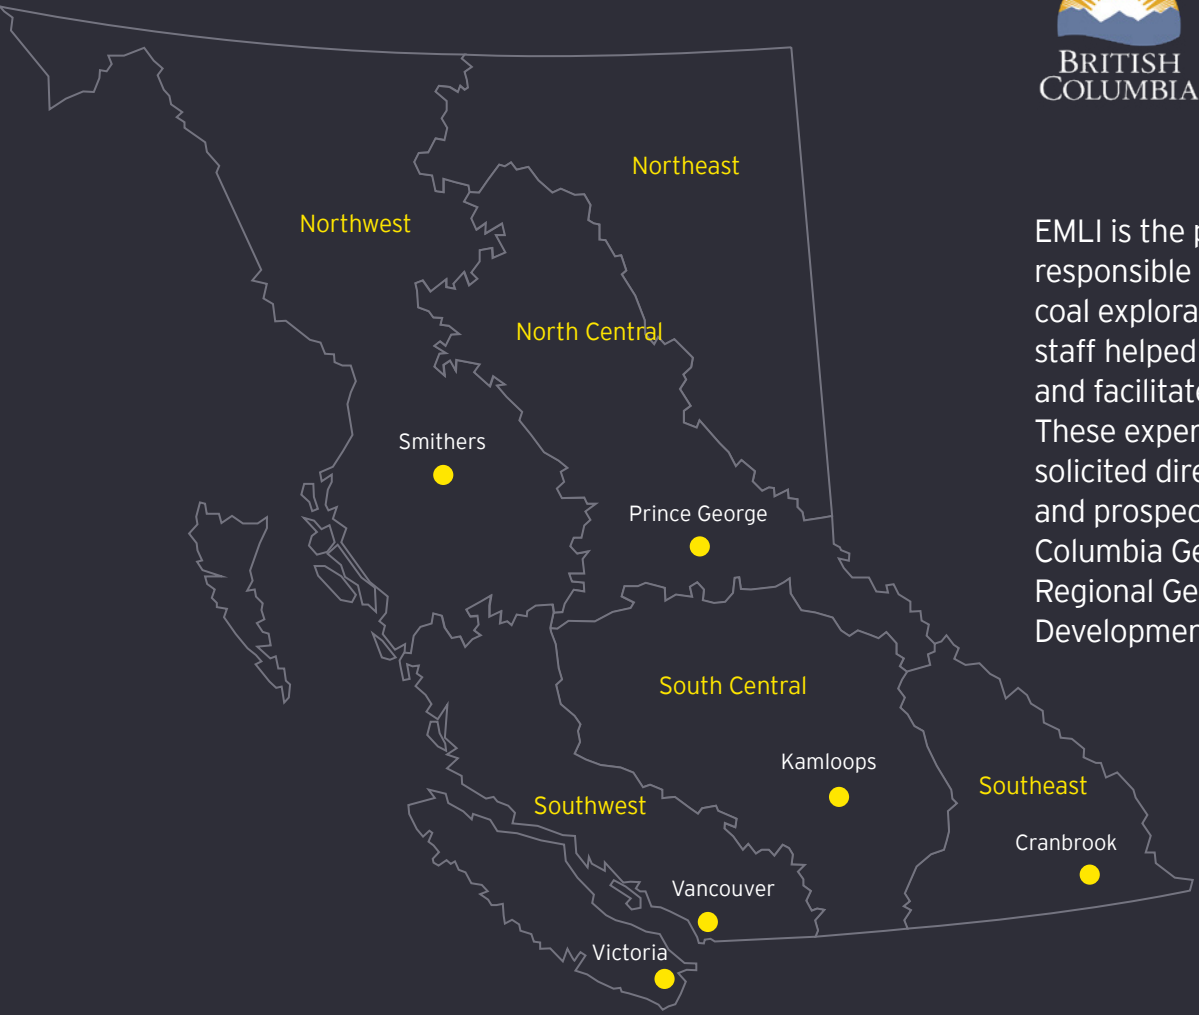 BRITISH
COLUMBIA
Northeast
Northwest
North Central
Smithers
Prince George
South Central
Kamloops
Southeast
Southwest
Cranbrook
Vancouver
Victoria
EMLI is the
responsible
coal explora
staff helped
and facilitat
These exper
solicited dire
and prospec
Columbia Ge
Regional Ge
Developmer